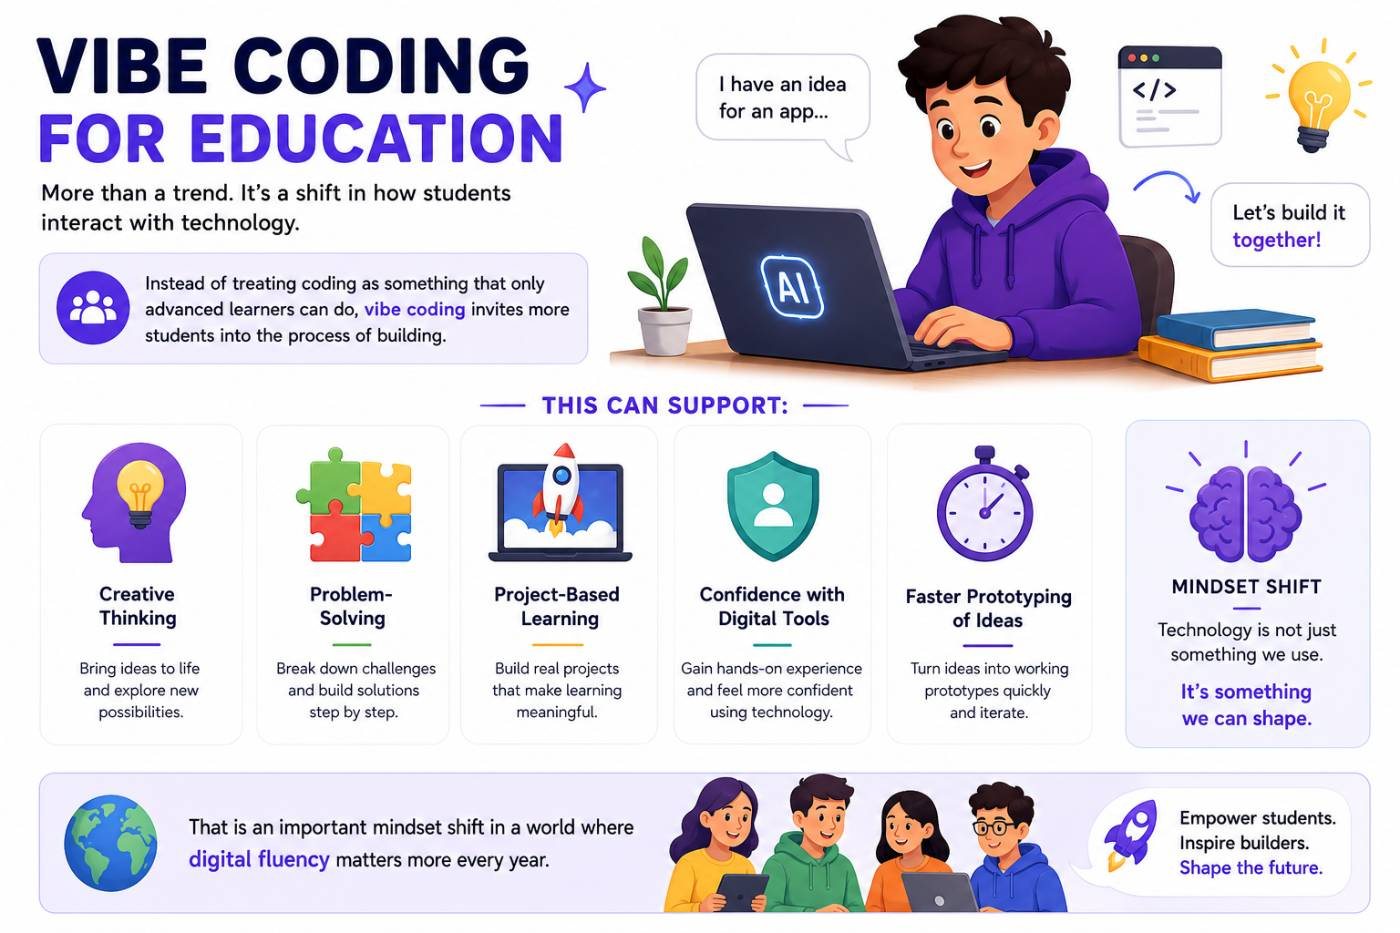 VIBE CODING
FOR EDUCATION
More than a trend. It's a shift in how students
interact with technology.
Instead of treating coding as something that only
advanced learners can do, vibe coding invites more
students into the process of building.
I have an idea
for an app...
</>
Let's build it
together!
AI
THIS CAN SUPPORT:
Creative
Thinking
Bring ideas to life
and explore new
possibilities.
Problem-
Solving
Break down challenges
and build solutions
step by step.
Project-Based
Learning
Build real projects
that make learning
meaningful.
Confidence with
Digital Tools
Gain hands-on experience
and feel more confident
using technology.
Faster Prototyping
of Ideas
Turn ideas into working
prototypes quickly
and iterate.
MINDSET SHIFT
Technology is not just
something we use.
It's something
we can shape.
That is an important mindset shift in a world where
digital fluency matters more every year.
Empower students.
Inspire builders.
Shape the future.